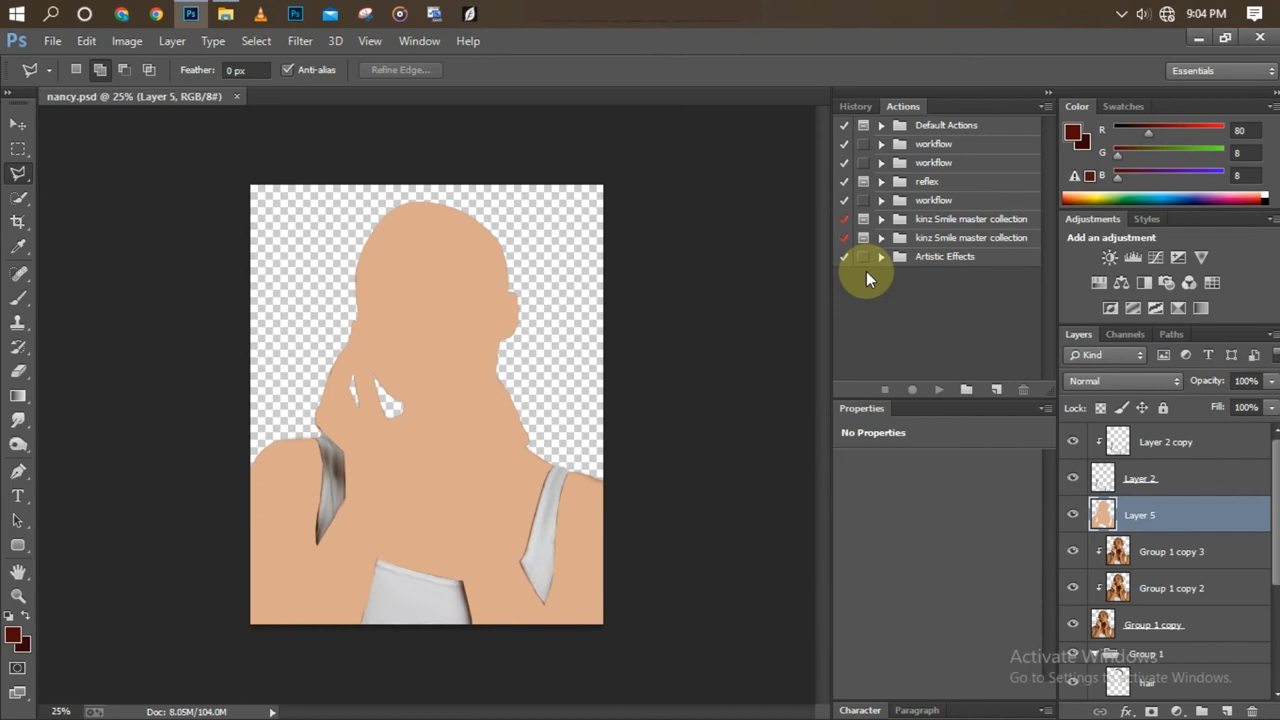 9:04 PM
Ps File Edit Image Layer Type Select Filter 3D View Window Help
Feather: 0 px Anti-alias Refine Edge... Essentials
nancy.psd @ 25% (Layer 5, RGB/8#) ×
History Actions
Default Actions
workflow
workflow
reflex
workflow
kinz Smile master collection
kinz Smile master collection
Artistic Effects
Properties
No Properties
Character Paragraph
Color Swatches
R 80
G 8
B 8
Adjustments Styles
Add an adjustment
Layers Channels Paths
Kind
Normal Opacity: 100%
Lock: Fill: 100%
Layer 2 copy
Layer 2
Layer 5
Group 1 copy 3
Group 1 copy 2
Group 1 copy
Group 1
hair
Activate Windows
Go to Settings to Activate Windows.
25% Doc: 8.05M/104.0M